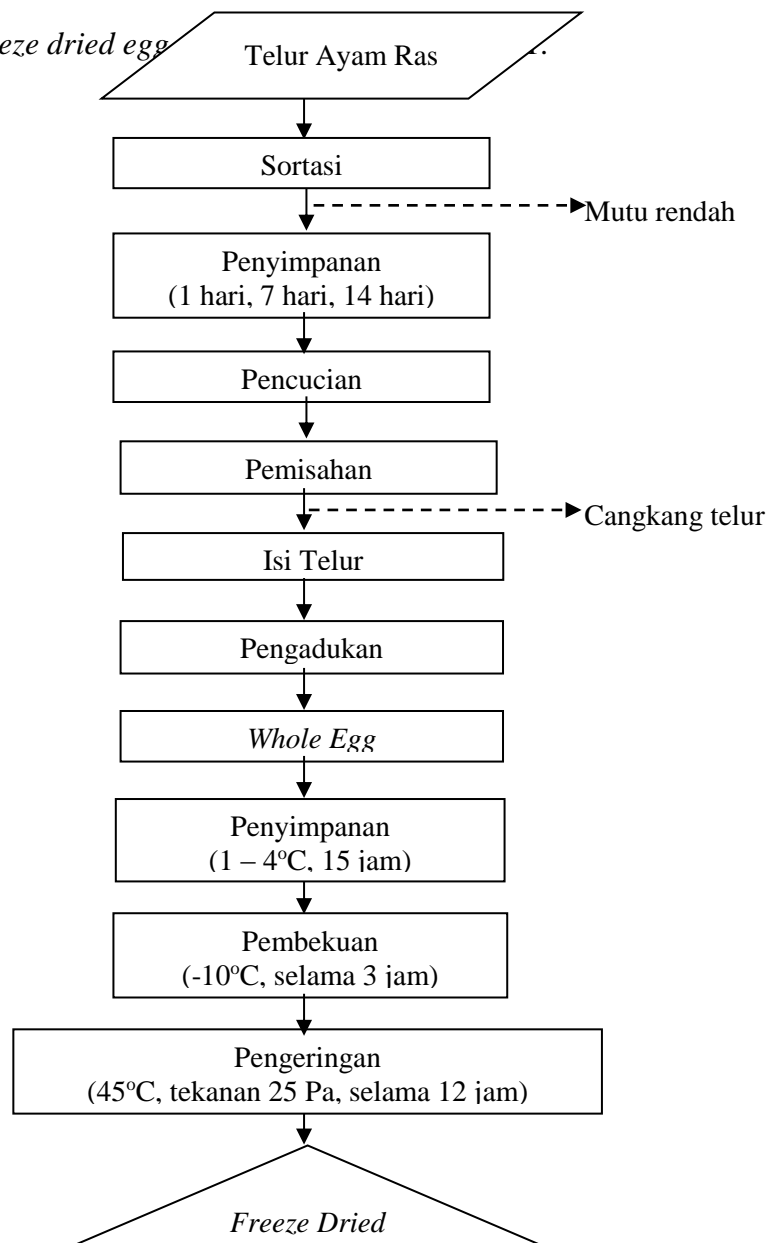 dried egg
Telur Ayam Ras
Sortasi
Mutu rendah
Penyimpanan
(1 hari, 7 hari, 14 hari)
Pencucian
Pemisahan
Cangkang telur
Isi Telur
Pengadukan
Whole Egg
Penyimpanan
(1 – 4°C, 15 jam)
Pembekuan
(-10°C, selama 3 jam)
Pengeringan
(45°C, tekanan 25 Pa, selama 12 jam)
Freeze Dried